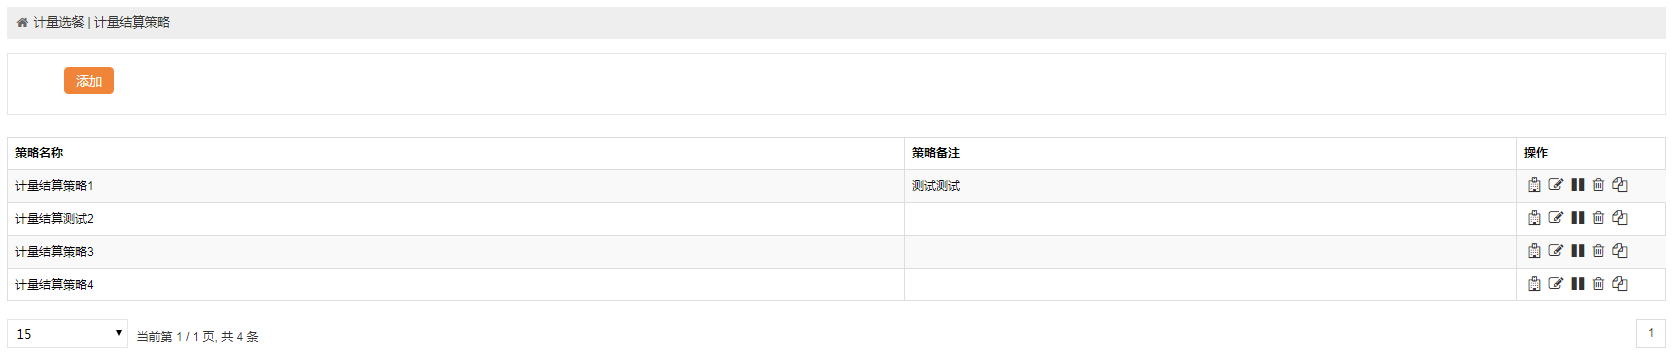 计量选餐 | 计量结算策略
添加
策略名称 策略备注 操作
计量结算策略1 测试测试
计量结算测试2
计量结算策略3
计量结算策略4
15 当前第 1 / 1 页, 共 4 条 1